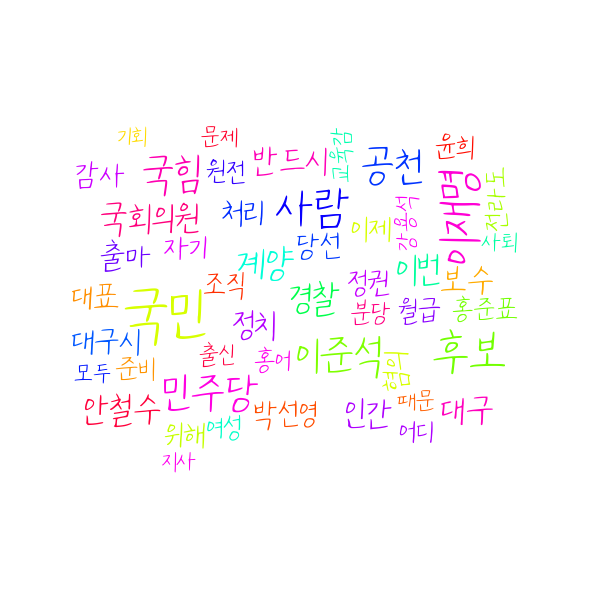 기회
문제
교육감
윤희
감사
국힘
원전
반드시
공천
이재명
전라도
국회의원
처리
사람
이제
강용석
사퇴
출마
자기
계양
당선
이번
대표
조직
경찰
정권
보수
국민
정치
분당
월급
홍준표
대구시
출신
홍어
이준석
후보
모두
준비
혐의
안철수
민주당
박선영
인간
때문
대구
위해
여성
어디
지사